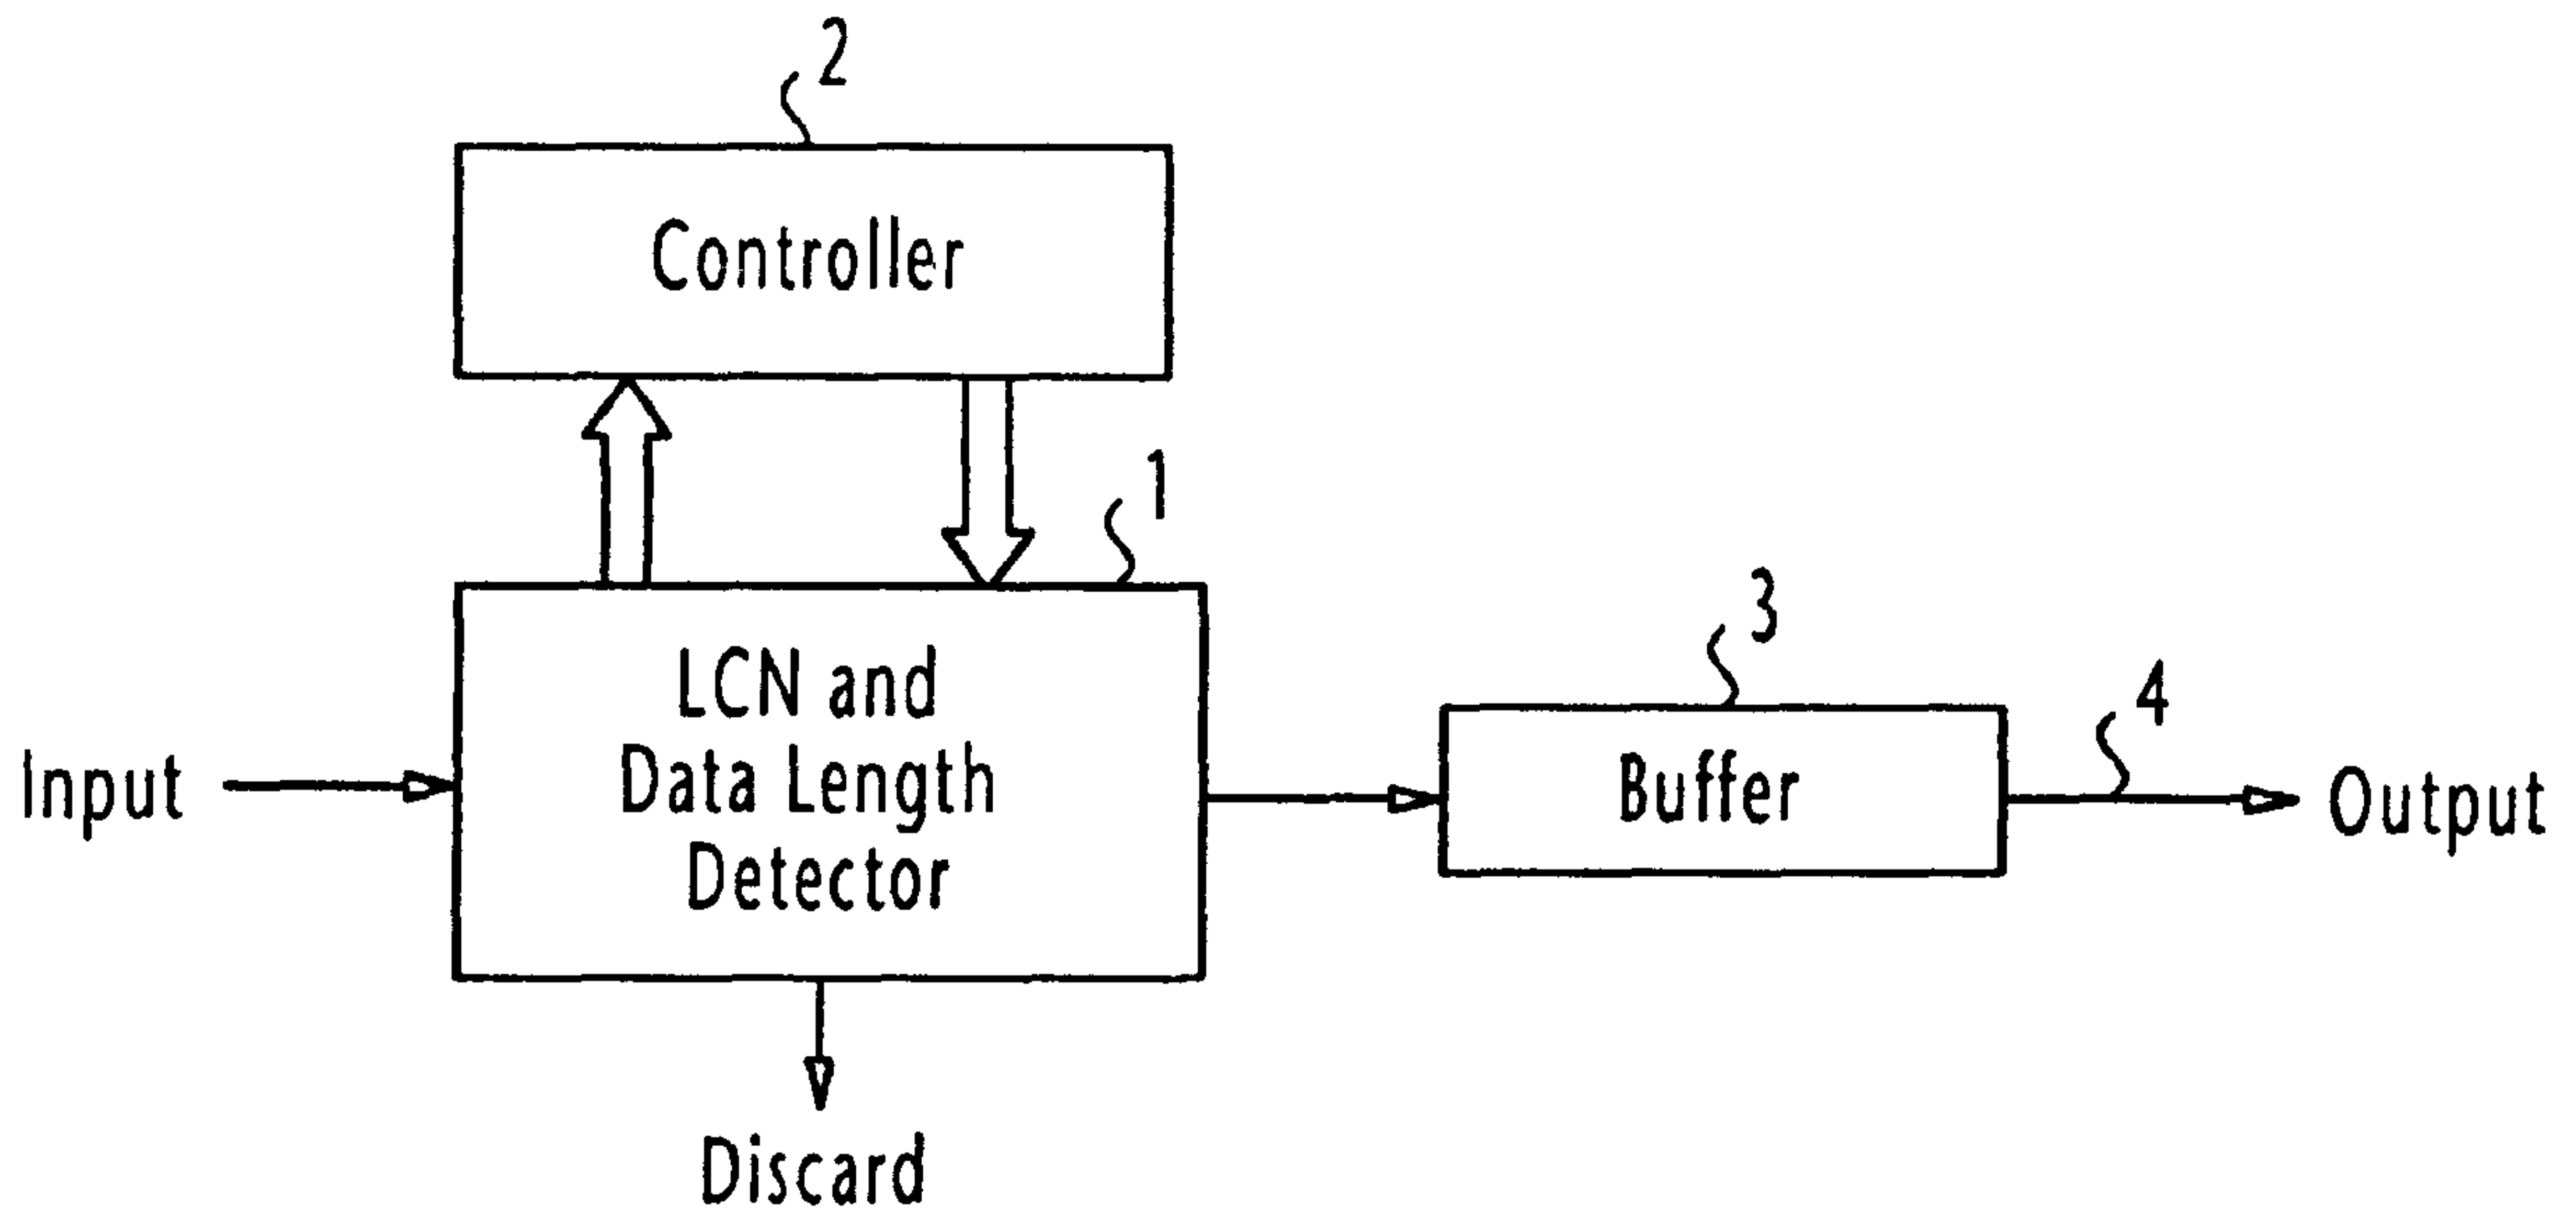 2
Controller
1
LCN and
Data Length
Detector
3
4
Input
Buffer
Output
Discard